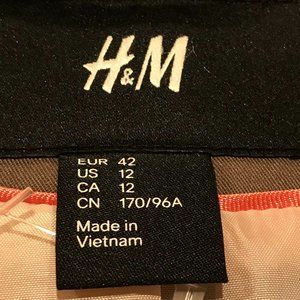 H&M
EUR 42
US 12
CA 12
CN 170/96A
Made in
Vietnam